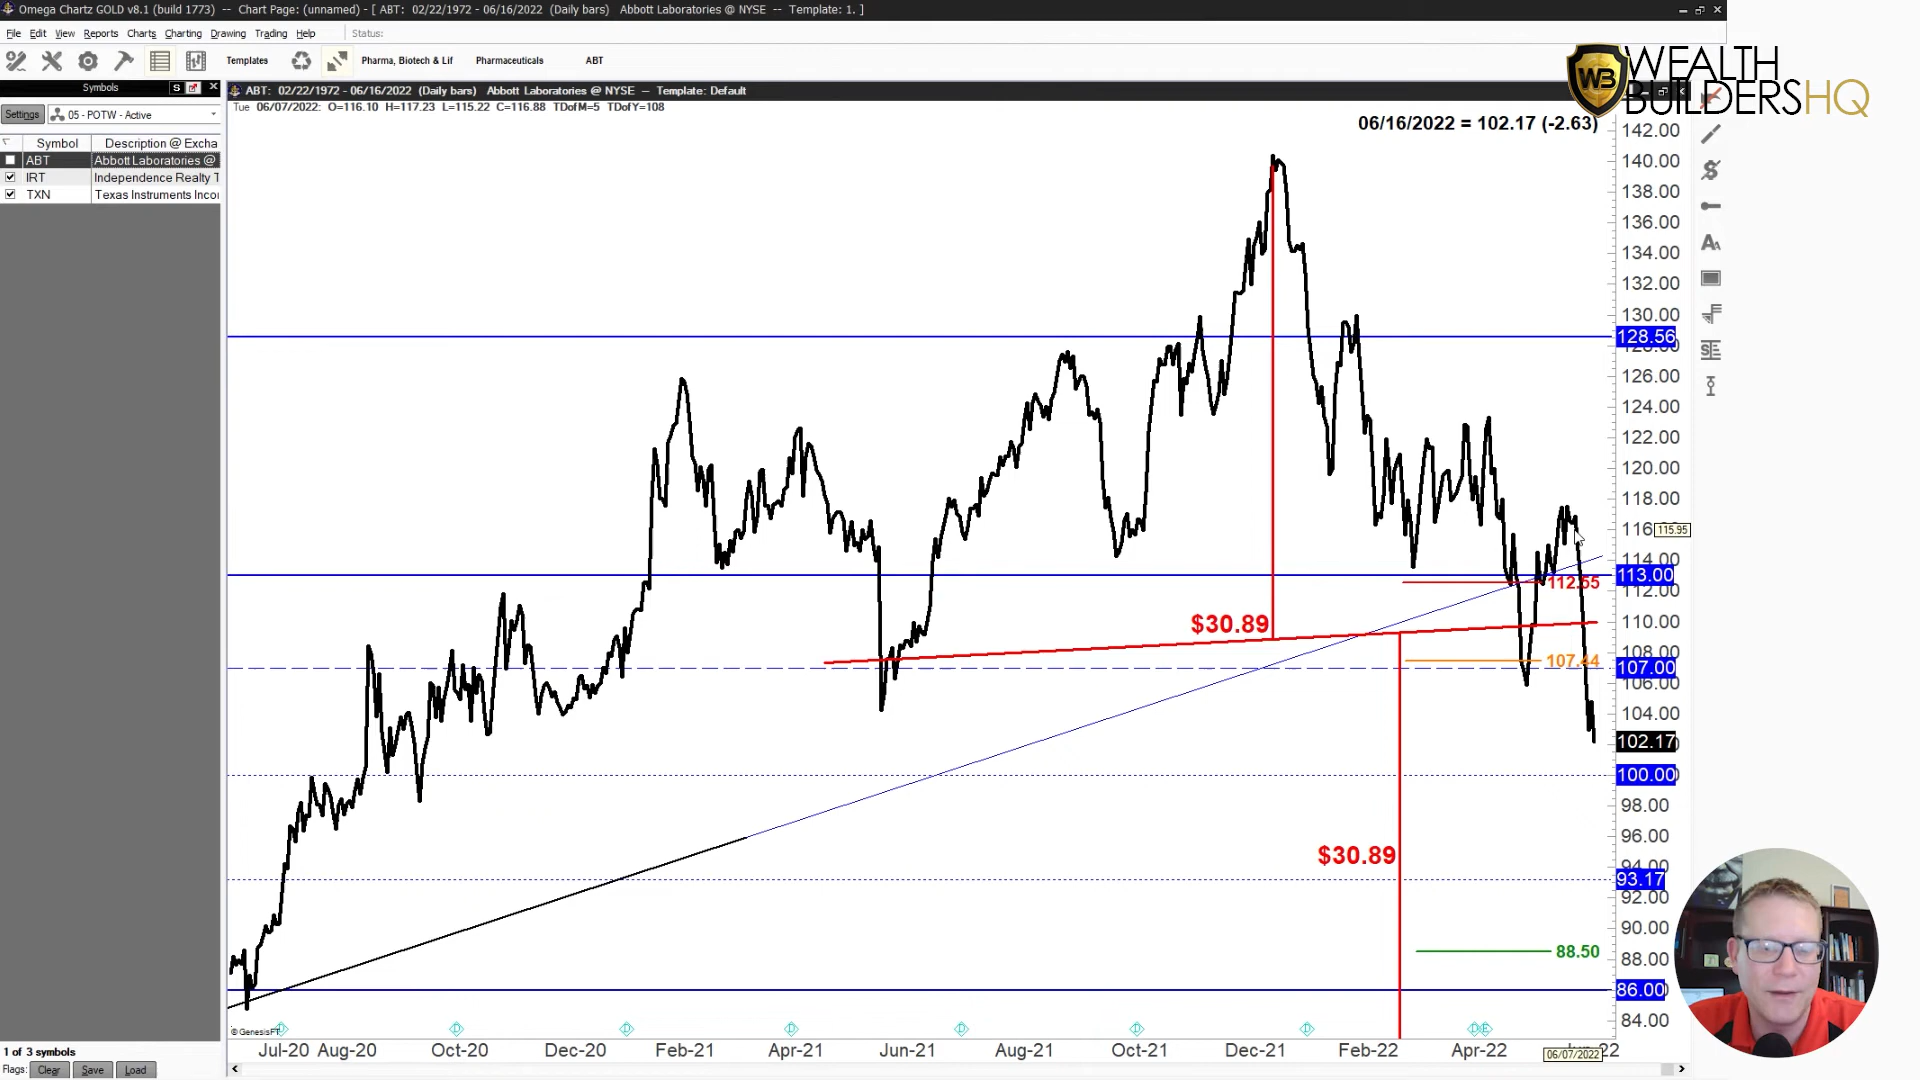 Omega Chartz GOLD v8.1 (build 1773) -- Chart Page: (unnamed) - [ ABT: 02/22/1972 - 06/16/2022 (Daily bars) Abbott Laboratories @ NYSE -- Template: 1. ]
File Edit View Reports Charts Charting Drawing Trading Help Status:
Templates Pharma, Biotech & Lif Pharmaceuticals ABT
WB WEALTH
BUILDERSHQ
Symbols S
Settings 05 - POTW - Active
Symbol Description @ Excha
ABT Abbott Laboratories @
IRT Independence Realty T
TXN Texas Instruments Inco
ABT: 02/22/1972 - 06/16/2022 (Daily bars) Abbott Laboratories @ NYSE -- Template: Default
Tue 06/07/2022: O=116.10 H=117.23 L=115.22 C=116.88 TDofM=5 TDofY=108
06/16/2022 = 102.17 (-2.63)
142.00
140.00
138.00
136.00
134.00
132.00
130.00
128.56
126.00
124.00
122.00
120.00
118.00
116
115.95
114.00
113.00
112.55
112.00
$30.89
110.00
108.00
107.44
107.00
106.00
104.00
102.17
100.00
98.00
96.00
$30.89
94.00
93.17
92.00
90.00
88.50
88.00
86.00
84.00
© GenesisFT
D D D D D D D D E
Jul-20 Aug-20 Oct-20 Dec-20 Feb-21 Apr-21 Jun-21 Aug-21 Oct-21 Dec-21 Feb-22 Apr-22 Jun-22
06/07/2022
1 of 3 symbols
Flags: Clear Save Load